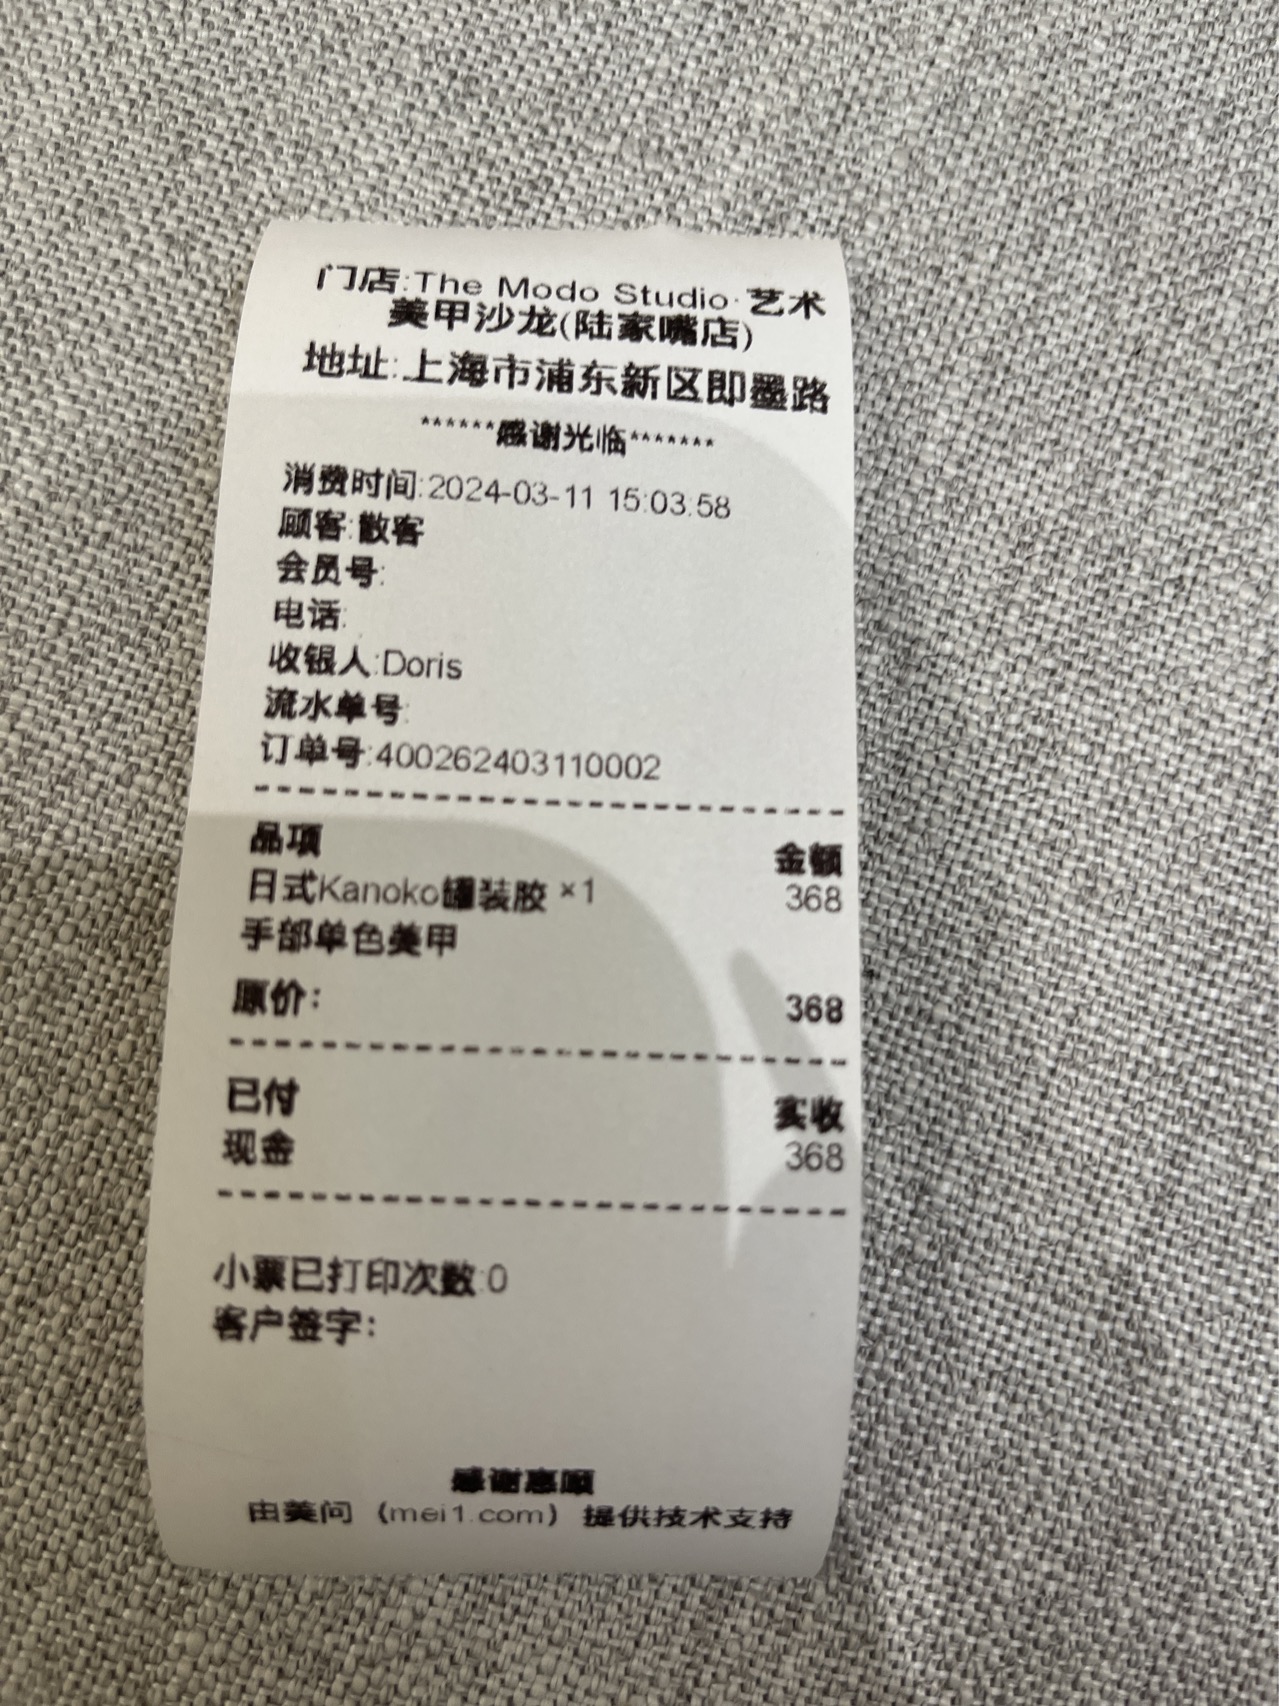 门店:The Modo Studio·艺术
美甲沙龙(陆家嘴店)
地址:上海市浦东新区即墨路
******感谢光临*******
消费时间:2024-03-11 15:03:58
顾客:散客
会员号:
电话:
收银人:Doris
流水单号:
订单号:400262403110002
品项 金额
日式Kanoko罐装胶 ×1 368
手部单色美甲
原价: 368
已付 实收
现金 368
小票已打印次数:0
客户签字:
感谢惠顾
由美问 (mei1.com) 提供技术支持